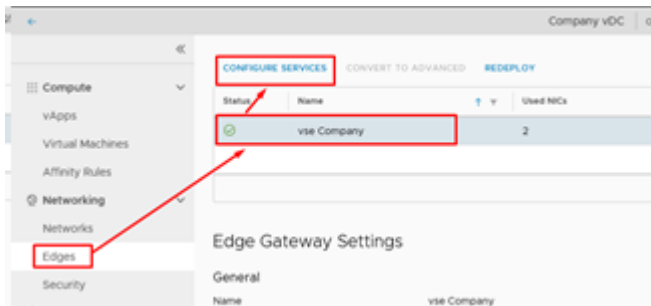 Company vDC
CONFIGURE SERVICES CONVERT TO ADVANCED REDEPLOY
Compute
Status Name Used NICs
vApps
vse Company 2
Virtual Machines
Affinity Rules
Networking
Networks
Edge Gateway Settings
Edges
General
Security
Name vse Company